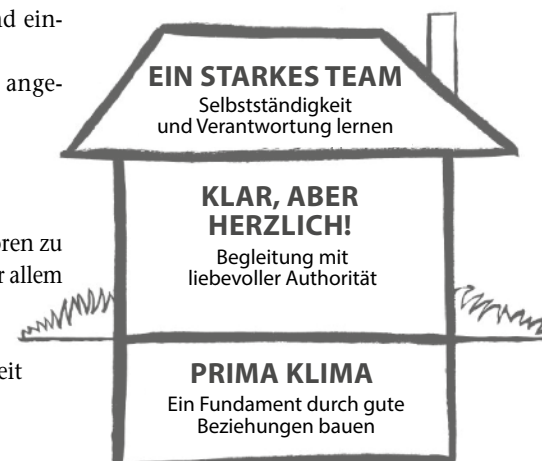 nd ein-
ange-
EIN STARKES TEAM
Selbstständigkeit
und Verantwortung lernen
KLAR, ABER
HERZLICH!
Begleitung mit
liebevoller Authorität
ören zu
r allem
eit
PRIMA KLIMA
Ein Fundament durch gute
Beziehungen bauen